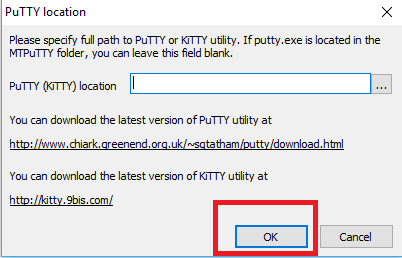 PuTTY location
Please specify full path to PuTTY or KiTTY utility. If putty.exe is located in the
MTPuTTY folder, you can leave this field blank.
PuTTY (KiTTY) location
...
You can download the latest version of PuTTY utility at
http://www.chiark.greenend.org.uk/~sgtatham/putty/download.html
You can download the latest version of KiTTY utility at
http://kitty.9bis.com/
OK Cancel